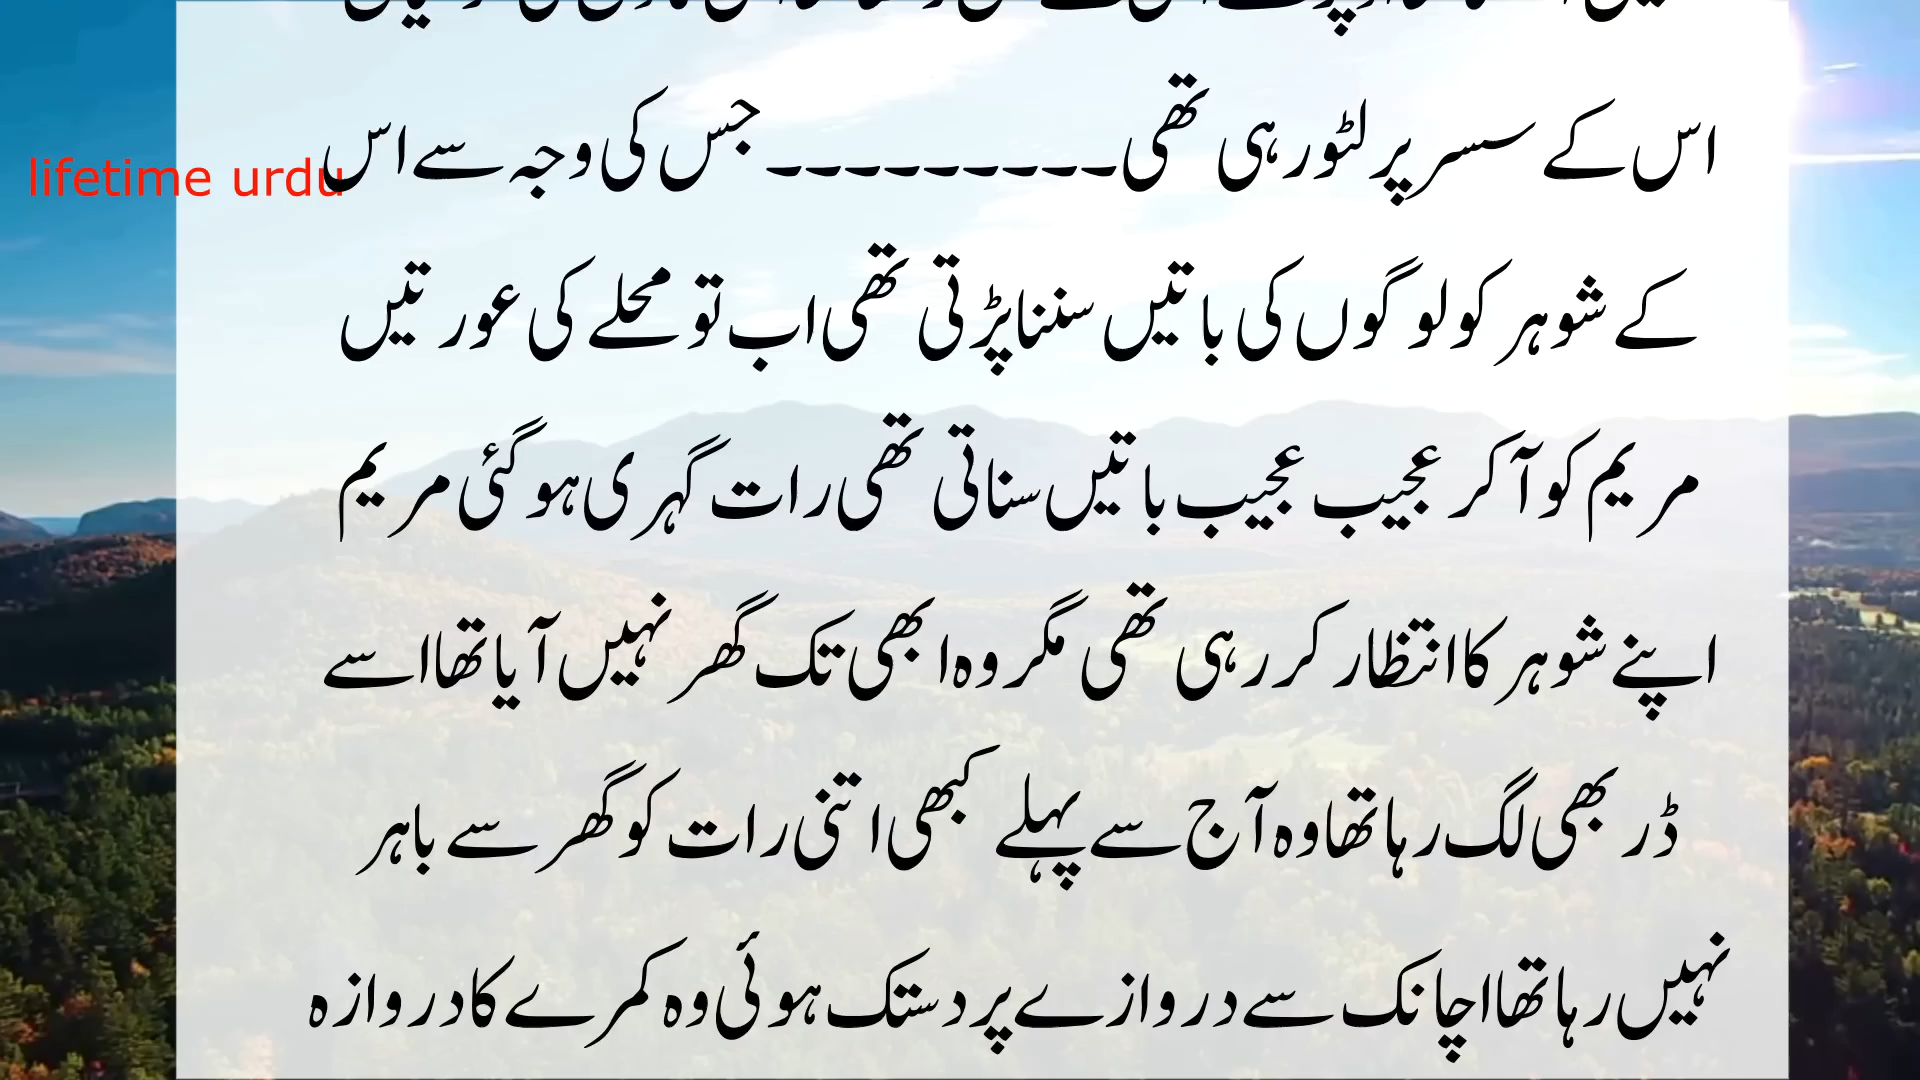 اس کے سسر پر لٹو رہی تھی۔۔۔۔۔۔۔۔۔جس کی وجہ سے اس
lifetime urdu
کے شوہر کو لوگوں کی باتیں سننا پڑتی تھی اب تو محلے کی عورتیں
مریم کو آکر عجیب عجیب باتیں سناتی تھی رات گہری ہو گئی مریم
اپنے شوہر کا انتظار کر رہی تھی مگر وہ ابھی تک گھر نہیں آیا تھا اسے
ڈر بھی لگ رہا تھا وہ آج سے پہلے کبھی اتنی رات کو گھر سے باہر
نہیں رہا تھا اچانک سے دروازے پر دستک ہوئی وہ کمرے کا دروازہ